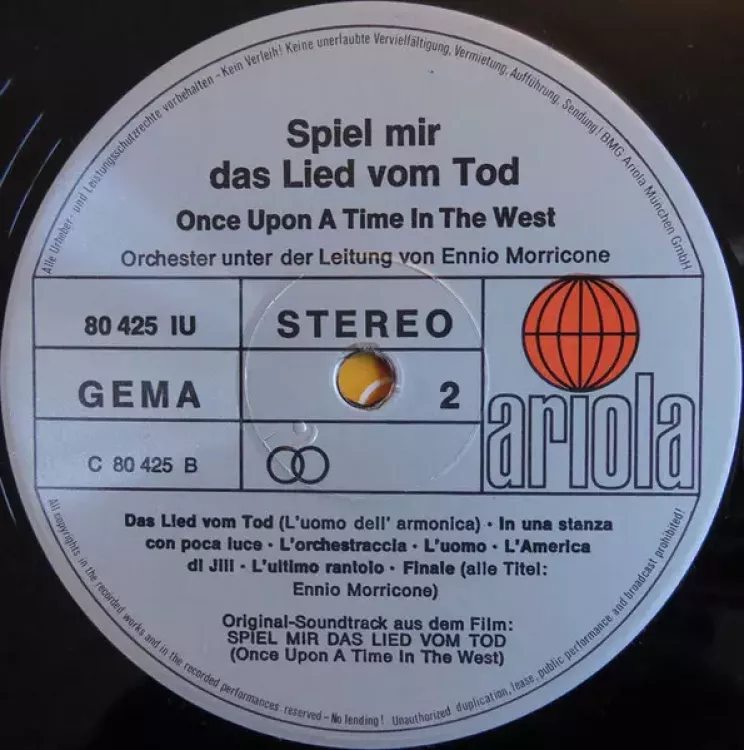 Alle Urheber- und Leistungsschutzrechte vorbehalten - Kein Verleih! Keine unerlaubte Vervielfältigung, Vermietung, Aufführung, Sendung! BMG Ariola München GmbH
Spiel mir
das Lied vom Tod
Once Upon A Time In The West
Orchester unter der Leitung von Ennio Morricone
80 425 IU
STEREO
GEMA
2
ariola
C 80 425 B
Das Lied vom Tod (L'uomo dell' armonica) · In una stanza
con poca luce · L'orchestraccia · L'uomo · L'America
di Jill · L'ultimo rantolo · Finale (alle Titel:
Ennio Morricone)
Original-Soundtrack aus dem Film:
SPIEL MIR DAS LIED VOM TOD
(Once Upon A Time In The West)
All copyrights in the recorded works and in the recorded performances reserved - No lending! Unauthorized duplication, lease, public performance and broadcast prohibited!